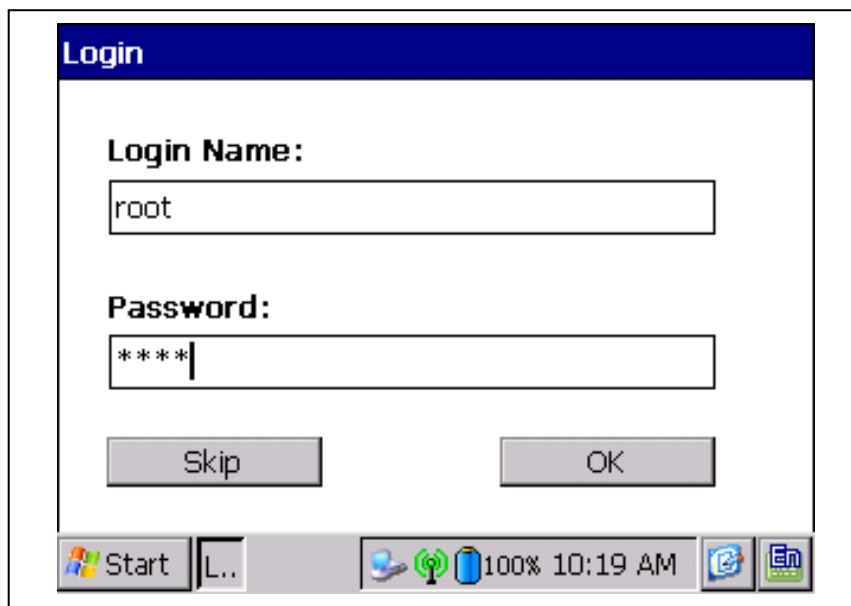 Login
Login Name:
root
Password:
****
Skip OK
Start L.. 100% 10:19 AM En